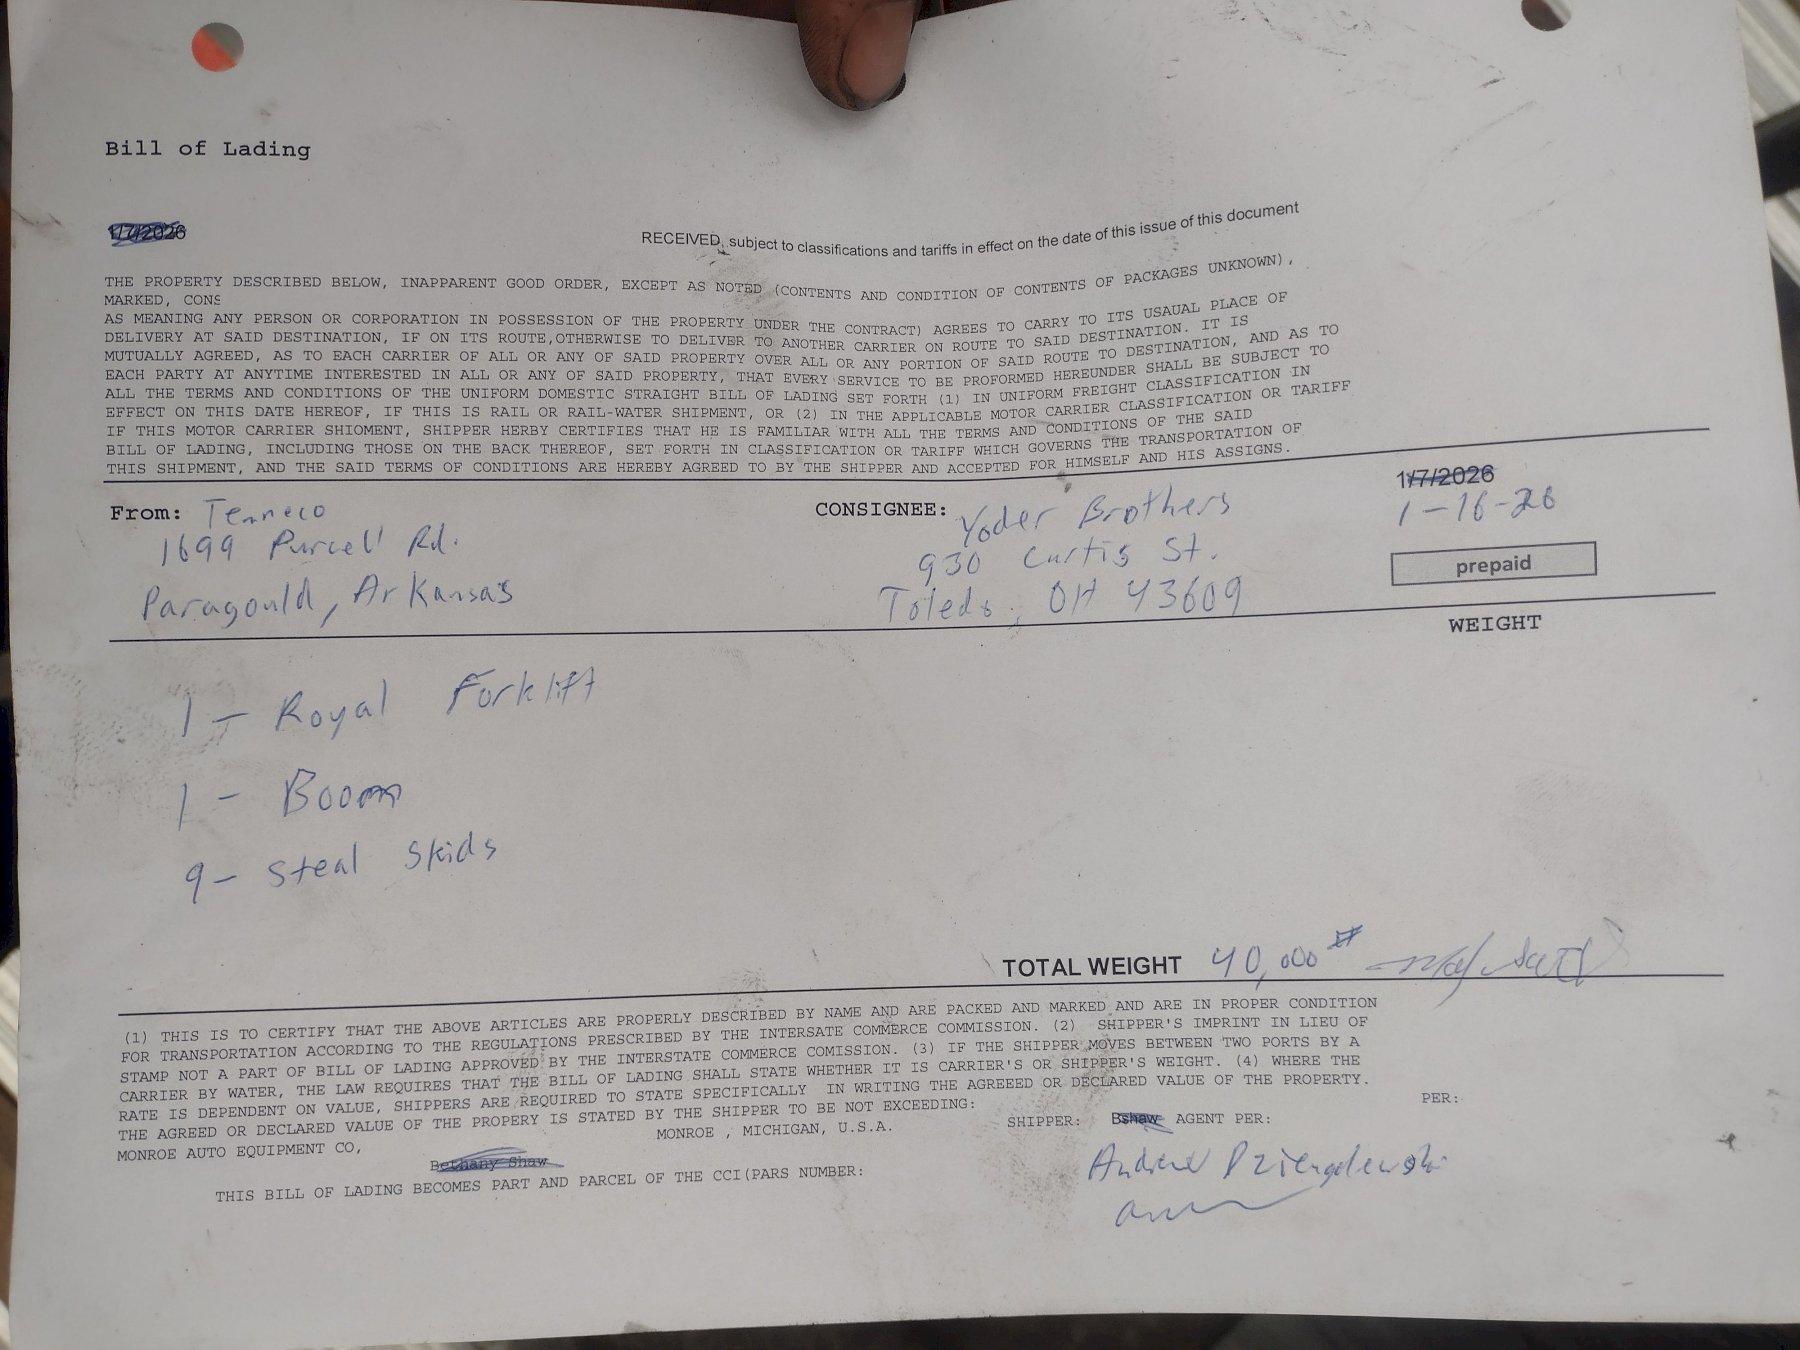 Bill of Lading
1/7/2026
RECEIVED, subject to classifications and tariffs in effect on the date of this issue of this document
THE PROPERTY DESCRIBED BELOW, INAPPARENT GOOD ORDER, EXCEPT AS NOTED (CONTENTS AND CONDITION OF CONTENTS OF PACKAGES UNKNOWN),
MARKED, CONS
AS MEANING ANY PERSON OR CORPORATION IN POSSESSION OF THE PROPERTY UNDER THE CONTRACT) AGREES TO CARRY TO ITS USAUAL PLACE OF
DELIVERY AT SAID DESTINATION, IF ON ITS ROUTE,OTHERWISE TO DELIVER TO ANOTHER CARRIER ON ROUTE TO SAID DESTINATION. IT IS
MUTUALLY AGREED, AS TO EACH CARRIER OF ALL OR ANY OF SAID PROPERTY OVER ALL OR ANY PORTION OF SAID ROUTE TO DESTINATION, AND AS TO
EACH PARTY AT ANYTIME INTERESTED IN ALL OR ANY OF SAID PROPERTY, THAT EVERY SERVICE TO BE PROFORMED HEREUNDER SHALL BE SUBJECT TO
ALL THE TERMS AND CONDITIONS OF THE UNIFORM DOMESTIC STRAIGHT BILL OF LADING SET FORTH (1) IN UNIFORM FREIGHT CLASSIFICATION IN
EFFECT ON THIS DATE HEREOF, IF THIS IS RAIL OR RAIL-WATER SHIPMENT, OR (2) IN THE APPLICABLE MOTOR CARRIER CLASSIFICATION OR TARIFF
IF THIS MOTOR CARRIER SHIOMENT, SHIPPER HERBY CERTIFIES THAT HE IS FAMILIAR WITH ALL THE TERMS AND CONDITIONS OF THE SAID
BILL OF LADING, INCLUDING THOSE ON THE BACK THEREOF, SET FORTH IN CLASSIFICATION OR TARIFF WHICH GOVERNS THE TRANSPORTATION OF
THIS SHIPMENT, AND THE SAID TERMS OF CONDITIONS ARE HEREBY AGREED TO BY THE SHIPPER AND ACCEPTED FOR HIMSELF AND HIS ASSIGNS.
From: Tenneco
1699 Purcell Rd.
Paragould, Arkansas
CONSIGNEE: Yoder Brothers
930 Curtis St.
Toledo, OH 43609
1/7/2026
1-16-26
prepaid
WEIGHT
1 - Royal Forklift
1 - Boom
9 - Steal Skids
TOTAL WEIGHT 40,000 #
(1) THIS IS TO CERTIFY THAT THE ABOVE ARTICLES ARE PROPERLY DESCRIBED BY NAME AND ARE PACKED AND MARKED AND ARE IN PROPER CONDITION
FOR TRANSPORTATION ACCORDING TO THE REGULATIONS PRESCRIBED BY THE INTERSATE COMMERCE COMMISSION. (2) SHIPPER'S IMPRINT IN LIEU OF
STAMP NOT A PART OF BILL OF LADING APPROVED BY THE INTERSTATE COMMERCE COMISSION. (3) IF THE SHIPPER MOVES BETWEEN TWO PORTS BY A
CARRIER BY WATER, THE LAW REQUIRES THAT THE BILL OF LADING SHALL STATE WHETHER IT IS CARRIER'S OR SHIPPER'S WEIGHT. (4) WHERE THE
RATE IS DEPENDENT ON VALUE, SHIPPERS ARE REQUIRED TO STATE SPECIFICALLY IN WRITING THE AGREEED OR DECLARED VALUE OF THE PROPERTY.
THE AGREED OR DECLARED VALUE OF THE PROPERY IS STATED BY THE SHIPPER TO BE NOT EXCEEDING:
MONROE AUTO EQUIPMENT CO, MONROE , MICHIGAN, U.S.A.
SHIPPER: Bshaw AGENT PER: PER:
Bethany Shaw
THIS BILL OF LADING BECOMES PART AND PARCEL OF THE CCI(PARS NUMBER:
Andrew